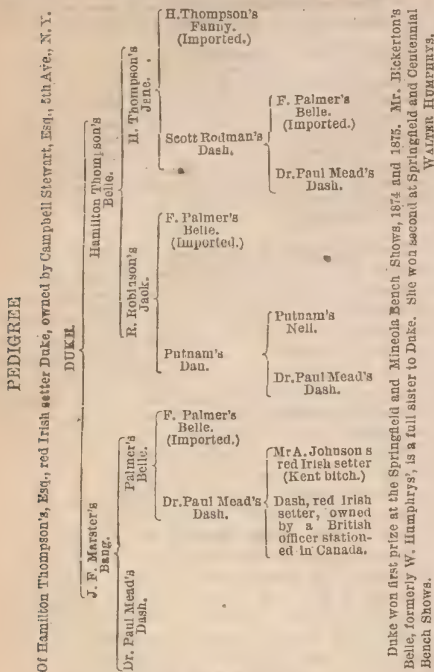 PEDIGREE
Of Hamilton Thompson's, Esq., red Irish setter Duke, owned by Campbell Stewart, Esq., 5th Ave., N. Y.
DUKE.
J. F. Marster's
Bang.
Hamilton Thompson's
Belle.
Dr. Paul Mead's
Dash.
Palmer's
Belle.
R. Robinson's
Jack.
H. Thompson's
Jane.
F. Palmer's
Belle.
(Imported.)
Dr. Paul Mead's
Dash.
Mr A. Johnson s
red Irish setter
(Kent bitch.)
Dash, red Irish
setter, owned
by a British
officer station-
ed in Canada.
F. Palmer's
Belle.
(Imported.)
Putnam's
Dan.
Putnam's
Nell.
Dr. Paul Mead's
Dash.
H. Thompson's
Fanny.
(Imported.)
Scott Rodman's
Dash.
F. Palmer's
Belle.
(Imported.)
Dr. Paul Mead's
Dash.
Duke won first prize at the Springfield and Mineola Bench Shows, 1874 and 1875. Mr. Bickerton's
Belle, formerly W. Humphrys', is a full sister to Duke. She won second at Springfield and Centennial
Bench Shows.
WALTER HUMPHRYS.